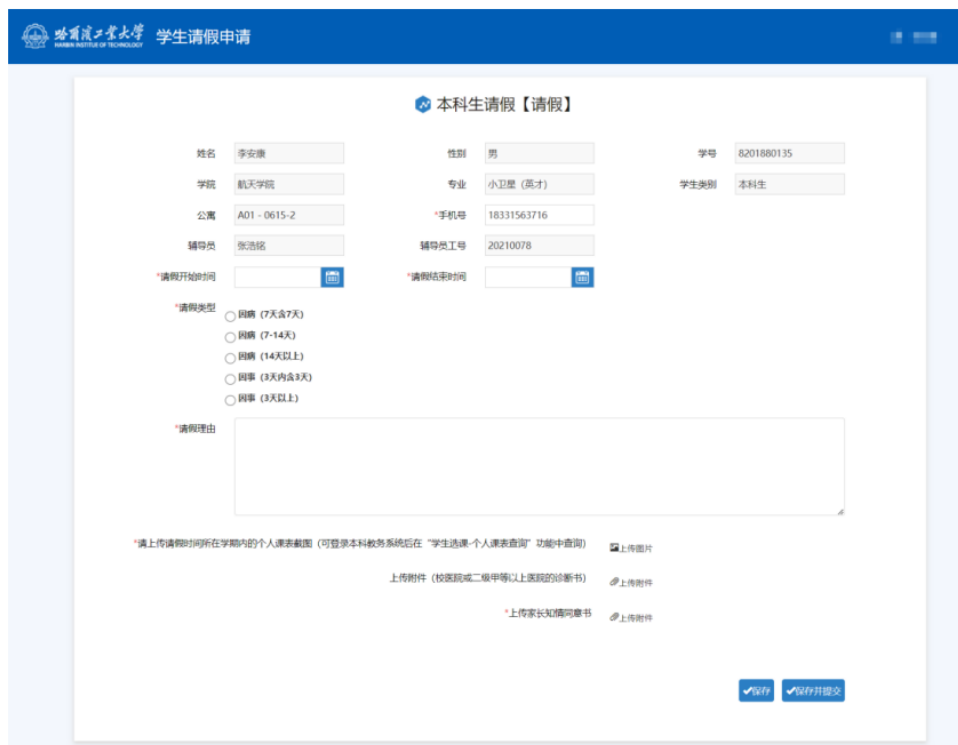 哈尔滨工业大学 学生请假申请
HARBIN INSTITUTE OF TECHNOLOGY
本科生请假【请假】
姓名 李安康 性别 男 学号 8201880135
学院 航天学院 专业 小卫星（英才） 学生类别 本科生
公寓 A01 - 0615-2 *手机号 18331563716
辅导员 张浩铭 辅导员工号 20210078
*请假开始时间 *请假结束时间
*请假类型 因病（7天含7天）
因病（7-14天）
因病（14天以上）
因事（3天内含3天）
因事（3天以上）
*请假理由
*请上传请假时间所在学期内的个人课表截图（可登录本科教务系统后在“学生选课-个人课表查询”功能中查询） 上传图片
上传附件（校医院或二级甲等以上医院的诊断书） 上传附件
*上传家长知情同意书 上传附件
保存 保存并提交